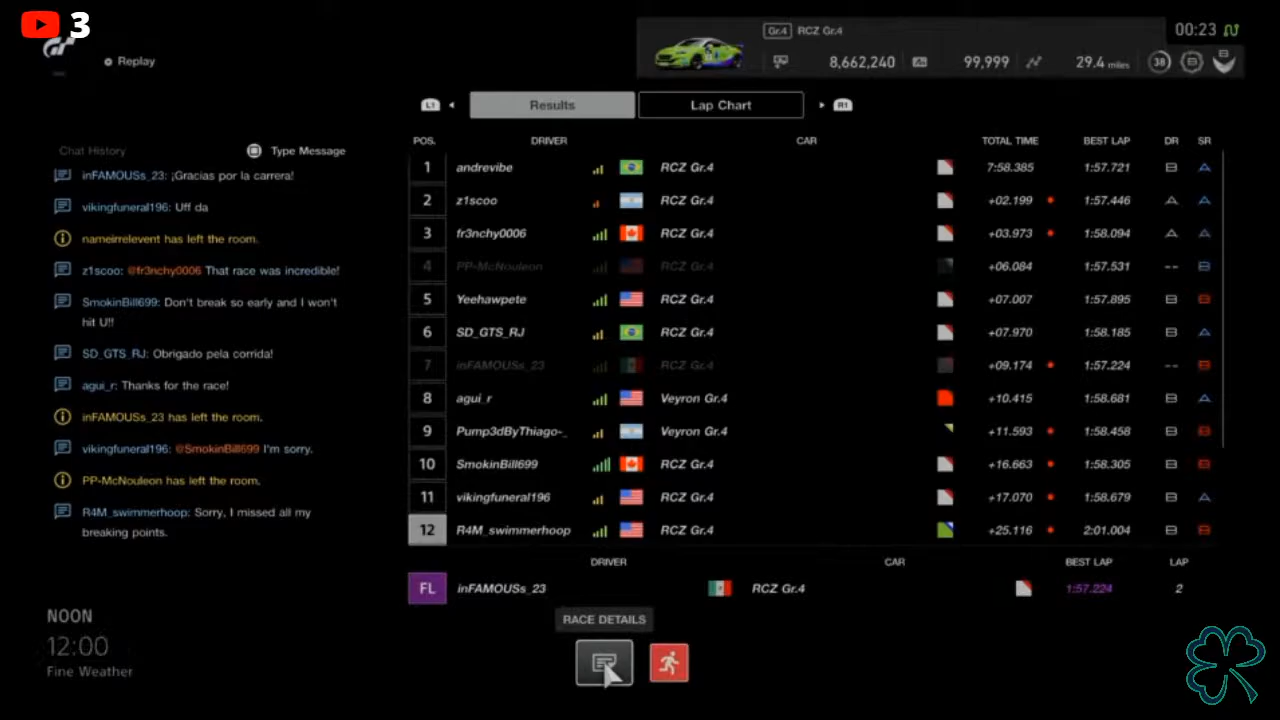 3
Replay
Gr.4 RCZ Gr.4
00:23
8,662,240 99,999 29.4 miles 38
L1 Results Lap Chart R1
Chat History Type Message
inFAMOUSs_23: ¡Gracias por la carrera!
vikingfuneral196: Uff da
nameirrelevent has left the room.
z1scoo: @fr3nchy0006 That race was incredible!
SmokinBill699: Don't break so early and I won't
hit U!!
SD_GTS_RJ: Obrigado pela corrida!
agui_r: Thanks for the race!
inFAMOUSs_23 has left the room.
vikingfuneral196: @SmokinBill699 I'm sorry.
PP-McNouleon has left the room.
R4M_swimmerhoop: Sorry, I missed all my
breaking points.
POS. DRIVER CAR TOTAL TIME BEST LAP DR SR
1 andrevibe RCZ Gr.4 7:58.385 1:57.721 B A
2 z1scoo RCZ Gr.4 +02.199 1:57.446 A A
3 fr3nchy0006 RCZ Gr.4 +03.973 1:58.094 A A
4 PP-McNouleon RCZ Gr.4 +06.084 1:57.531 -- B
5 Yeehawpete RCZ Gr.4 +07.007 1:57.895 B B
6 SD_GTS_RJ RCZ Gr.4 +07.970 1:58.185 B A
7 inFAMOUSs_23 RCZ Gr.4 +09.174 1:57.224 -- B
8 agui_r Veyron Gr.4 +10.415 1:58.681 B A
9 Pump3dByThiago-_ Veyron Gr.4 +11.593 1:58.458 B B
10 SmokinBill699 RCZ Gr.4 +16.663 1:58.305 B B
11 vikingfuneral196 RCZ Gr.4 +17.070 1:58.679 B A
12 R4M_swimmerhoop RCZ Gr.4 +25.116 2:01.004 B B
DRIVER CAR BEST LAP LAP
FL inFAMOUSs_23 RCZ Gr.4 1:57.224 2
RACE DETAILS
NOON
12:00
Fine Weather